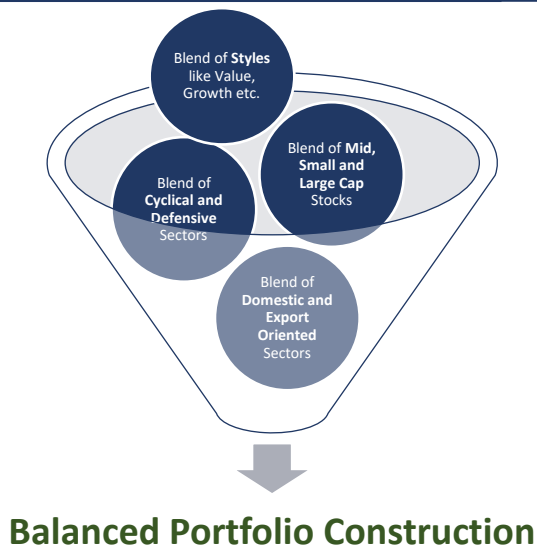 Blend of Styles
like Value,
Growth etc.
Blend of Mid,
Small and
Large Cap
Stocks
Blend of
Cyclical and
Defensive
Sectors
Blend of
Domestic and
Export
Oriented
Sectors
Balanced Portfolio Construction